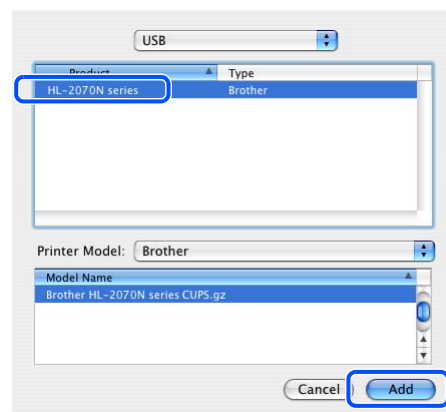 USB
Product Type
HL-2070N series Brother
Printer Model: Brother
Model Name
Brother HL-2070N series CUPS.gz
Cancel Add